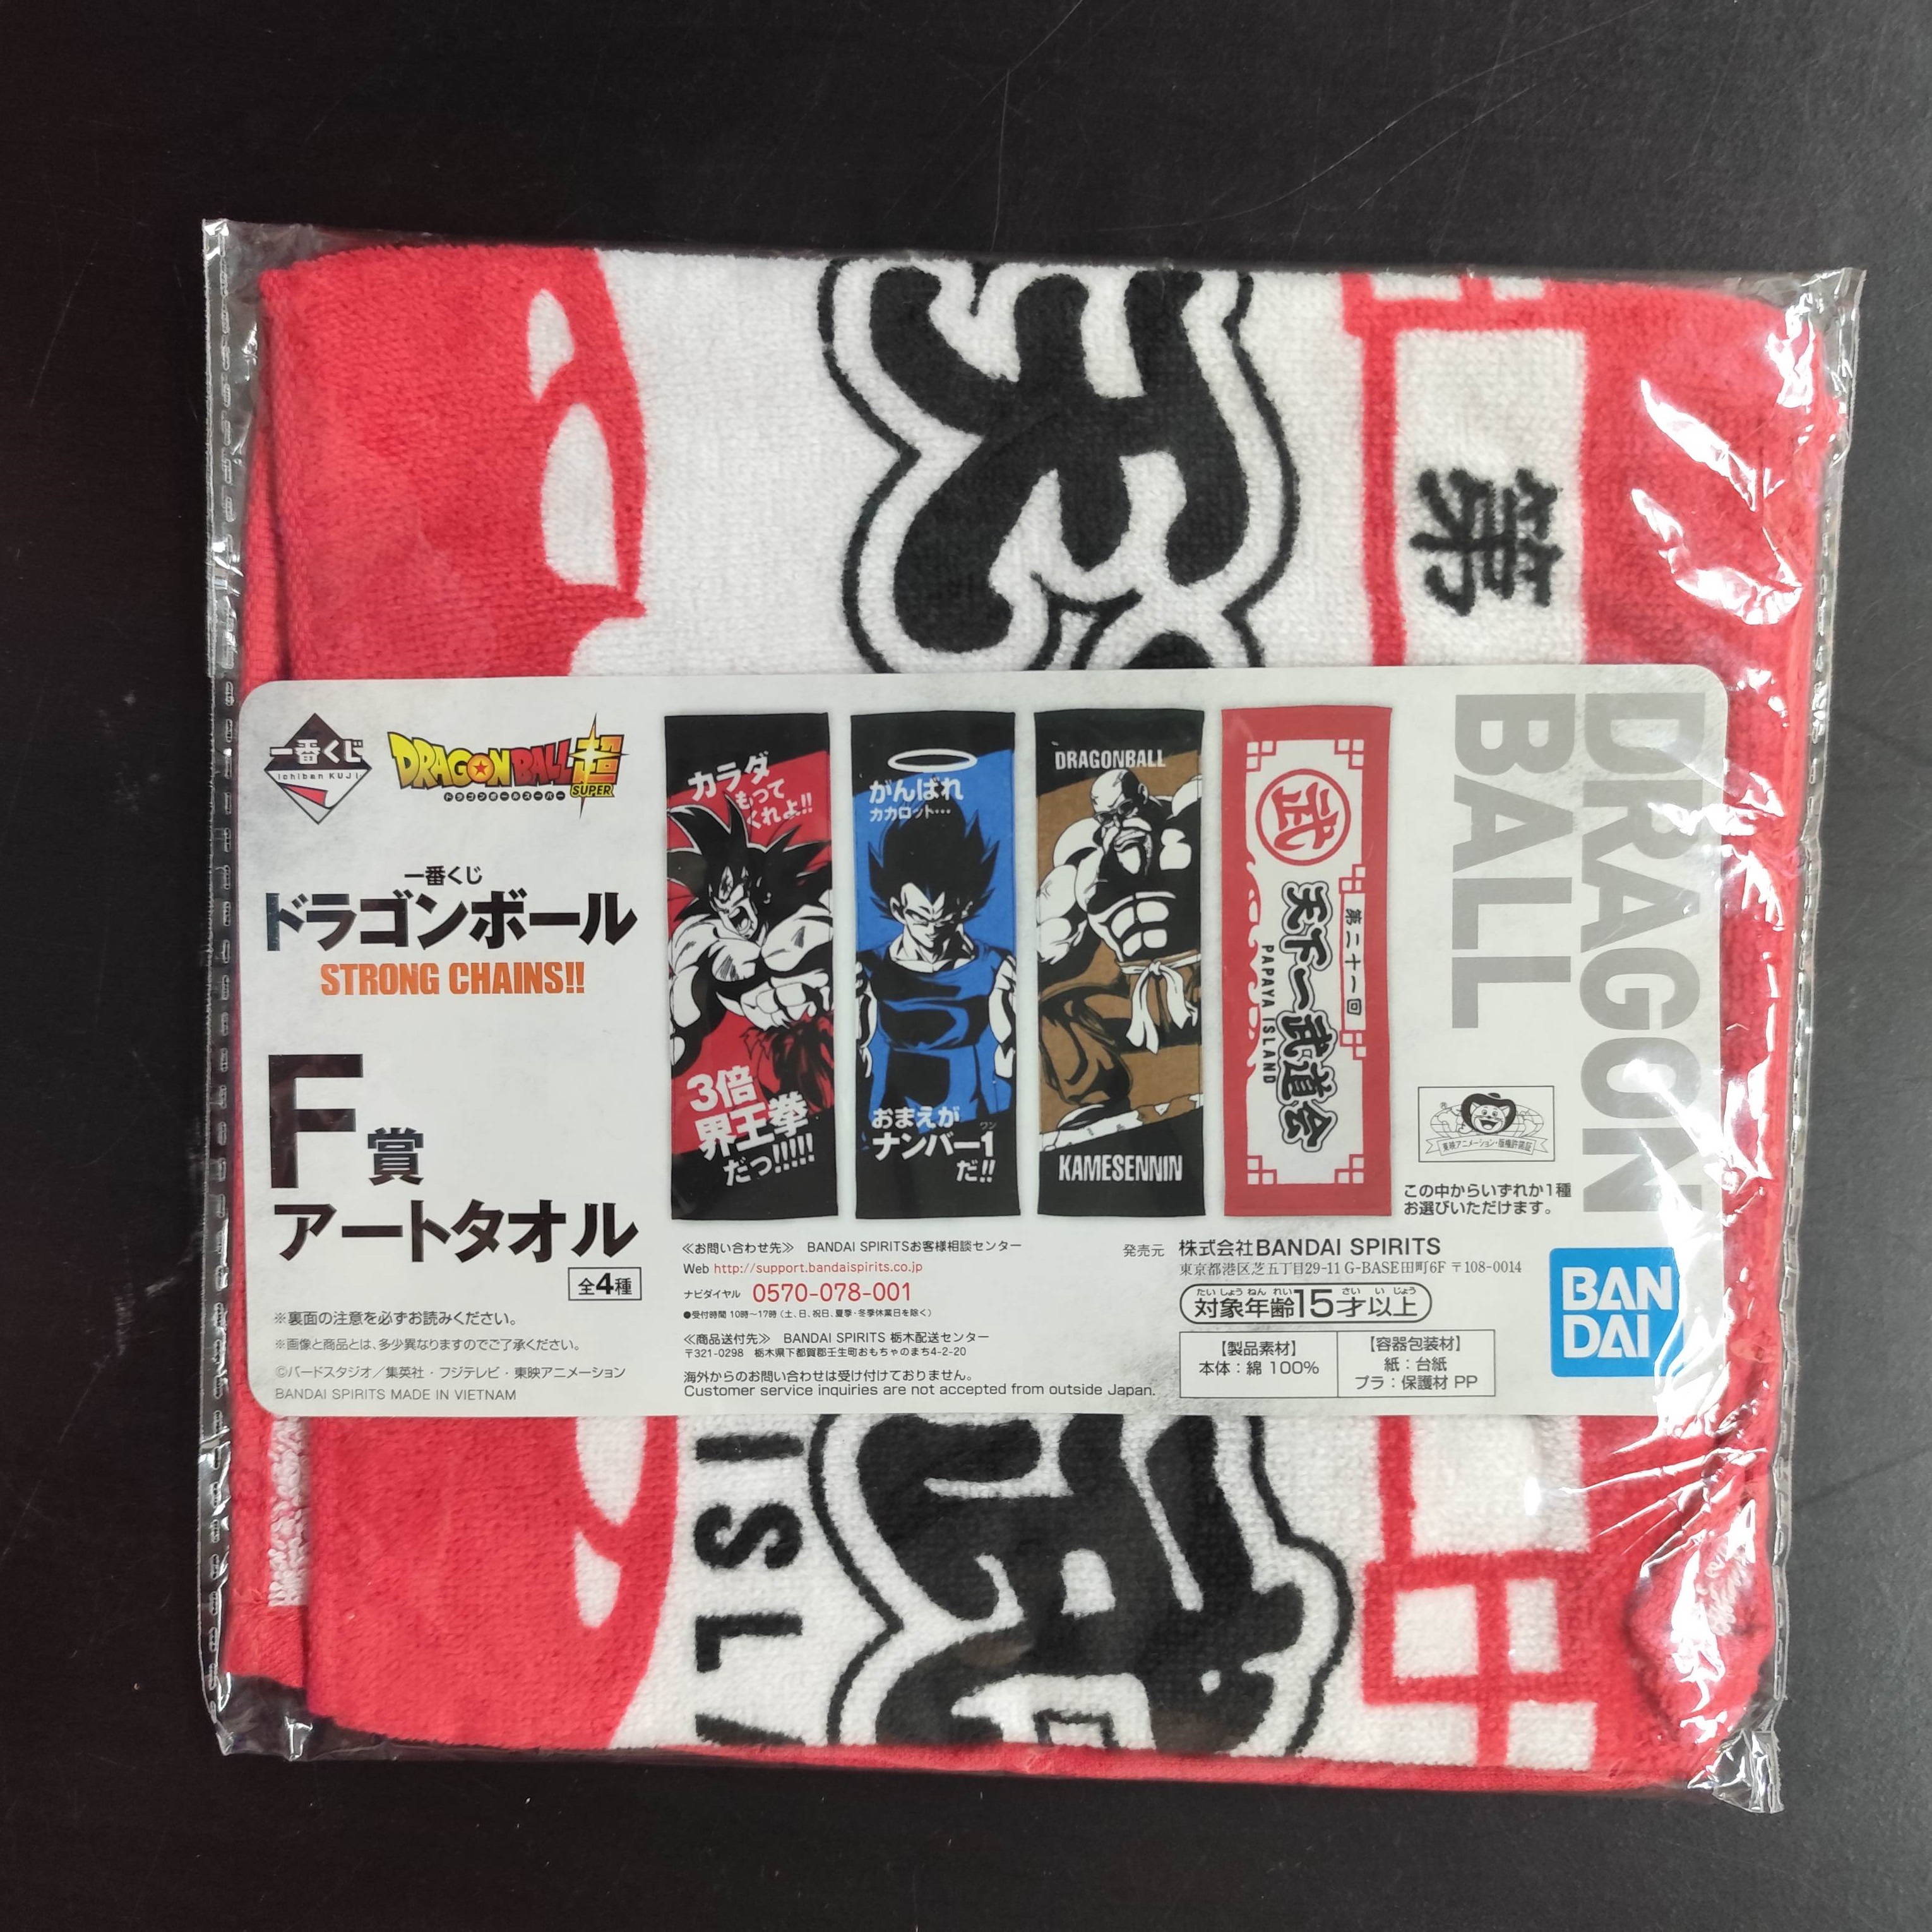 第
一番くじ
ichiban KUJI
DRAGONBALL超
SUPER
ドラゴンボールスーパー
一番くじ
ドラゴンボール
STRONG CHAINS!!
F賞
アートタオル
全4種
※裏面の注意を必ずお読みください。
※画像と商品とは、多少異なりますのでご了承ください。
©バードスタジオ／集英社・フジテレビ・東映アニメーション
BANDAI SPIRITS MADE IN VIETNAM
カラダ
もって
くれよ!!
3倍
界王拳
だっ!!!!!
がんばれ
カカロット…
おまえが
ナンバー1
ワン
だ!!
DRAGONBALL
KAMESENNIN
武
第二十一回
天下一武道会
PAPAYA ISLAND
DRAGON
BALL
東映アニメーション・版権許諾証
この中からいずれか1種
お選びいただけます。
≪お問い合わせ先≫ BANDAI SPIRITSお客様相談センター
Web http://support.bandaispirits.co.jp
ナビダイヤル 0570-078-001
●受付時間 10時〜17時（土、日、祝日、夏季・冬季休業日を除く）
≪商品送付先≫ BANDAI SPIRITS 栃木配送センター
〒321-0298 栃木県下都賀郡壬生町おもちゃのまち4-2-20
海外からのお問い合わせは受け付けておりません。
Customer service inquiries are not accepted from outside Japan.
発売元 株式会社BANDAI SPIRITS
東京都港区芝五丁目29-11 G-BASE田町6F 〒108-0014
たいしょうねんれい さい いじょう
対象年齢15才以上
【製品素材】
本体：綿 100%
【容器包装材】
紙：台紙
プラ：保護材 PP
BAN
DAI
ISLA